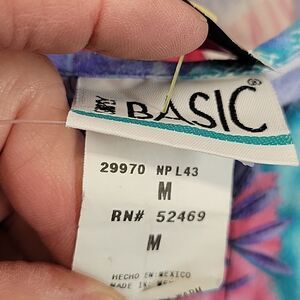 BASIC®
29970 NPL43
M
RN# 52469
M
HECHO EN MEXICO
MADE IN